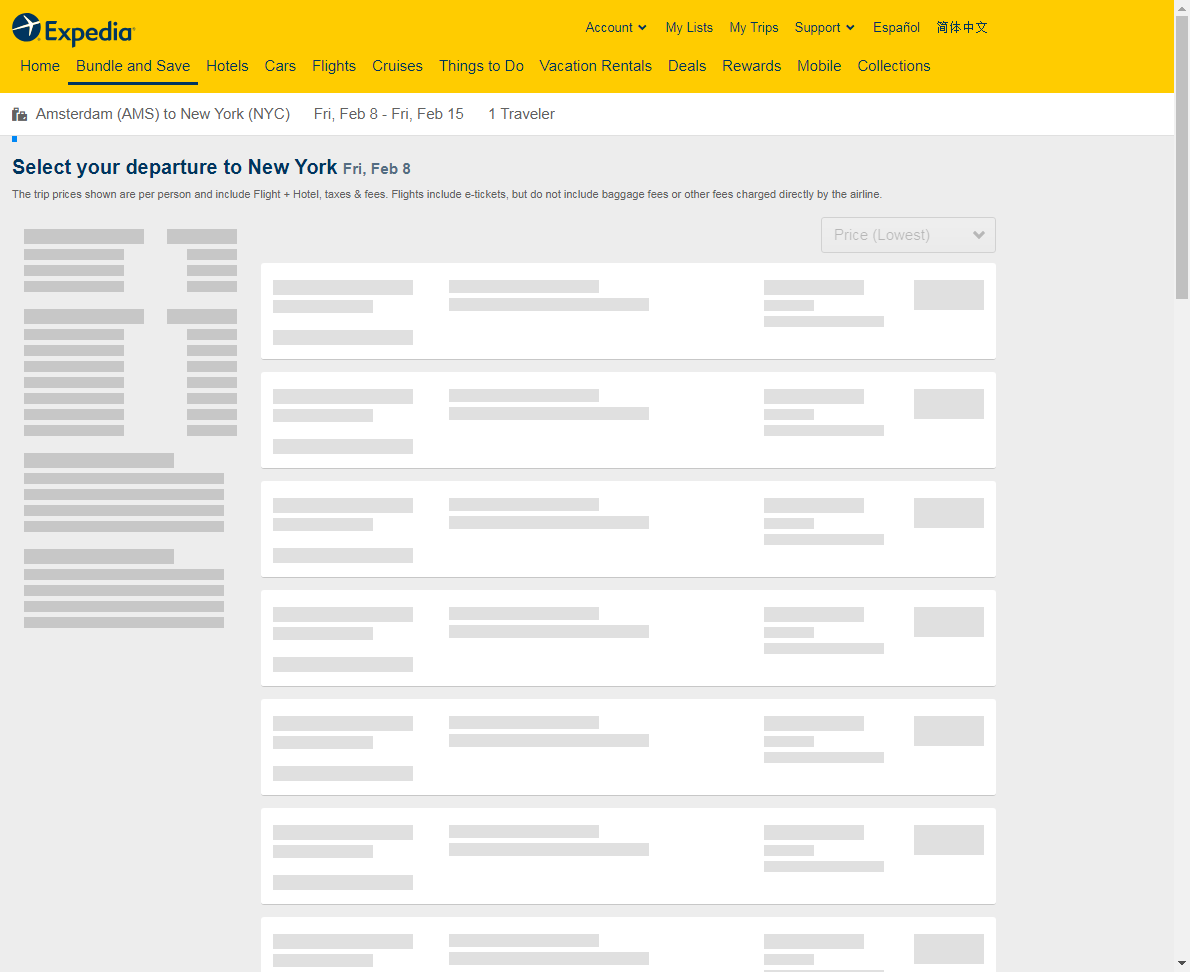 Expedia
Account My Lists My Trips Support Español 简体中文
Home Bundle and Save Hotels Cars Flights Cruises Things to Do Vacation Rentals Deals Rewards Mobile Collections
Amsterdam (AMS) to New York (NYC) Fri, Feb 8 - Fri, Feb 15 1 Traveler
Select your departure to New York Fri, Feb 8
The trip prices shown are per person and include Flight + Hotel, taxes & fees. Flights include e-tickets, but do not include baggage fees or other fees charged directly by the airline.
Price (Lowest)